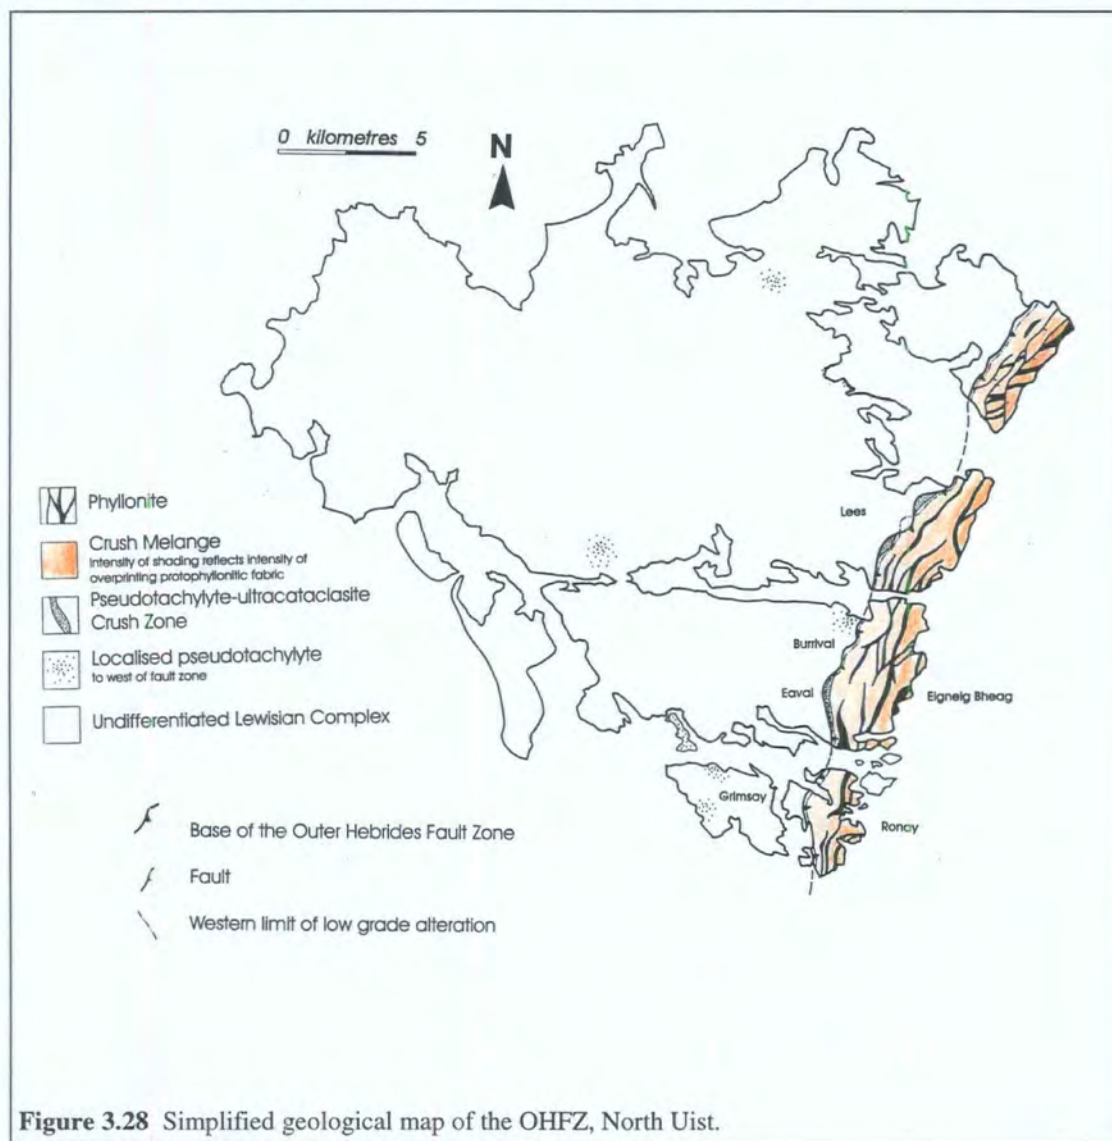 0 kilometres 5
N
Lees
Burrival
Eaval
Eigneig Bheag
Grimsay
Ronay
Phyllonite
Crush Melange
Intensity of shading reflects intensity of
overprinting protophyllonitic fabric
Pseudotachylyte-ultracataclasite
Crush Zone
Localised pseudotachylyte
to west of fault zone
Undifferentiated Lewisian Complex
Base of the Outer Hebrides Fault Zone
Fault
Western limit of low grade alteration
Figure 3.28 Simplified geological map of the OHFZ, North Uist.